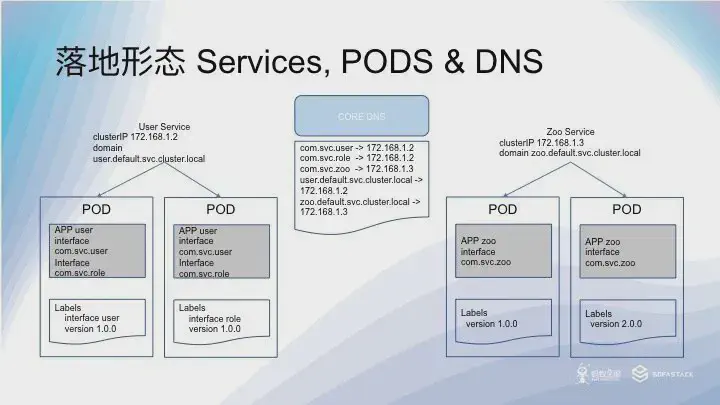 落地形态 Services, PODS & DNS
User Service
clusterIP 172.168.1.2
domain
user.default.svc.cluster.local
CORE DNS
com.svc.user -> 172.168.1.2
com.svc.role -> 172.168.1.2
com.svc.zoo -> 172.168.1.3
user.default.svc.cluster.local ->
172.168.1.2
zoo.default.svc.cluster.local ->
172.168.1.3
Zoo Service
clusterIP 172.168.1.3
domain zoo.default.svc.cluster.local
POD
APP user
interface
com.svc.user
Interface
com.svc.role
Labels
interface user
version 1.0.0
POD
APP user
interface
com.svc.user
Interface
com.svc.role
Labels
interface role
version 1.0.0
POD
APP zoo
interface
com.svc.zoo
Labels
version 1.0.0
POD
APP zoo
interface
com.svc.zoo
Labels
version 2.0.0
SOFASTACK